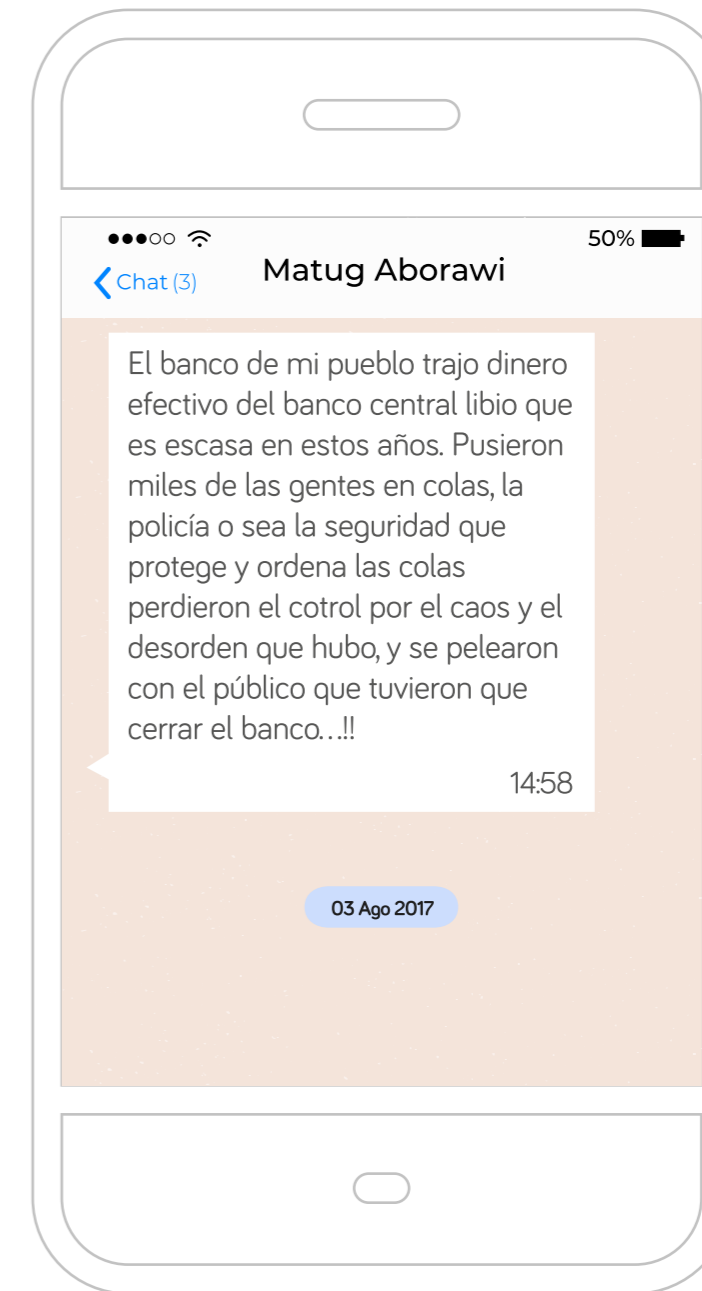 50%
Chat (3)
Matug Aborawi
El banco de mi pueblo trajo dinero
efectivo del banco central libio que
es escasa en estos años. Pusieron
miles de las gentes en colas, la
policía o sea la seguridad que
protege y ordena las colas
perdieron el cotrol por el caos y el
desorden que hubo, y se pelearon
con el público que tuvieron que
cerrar el banco...!!
14:58
03 Ago 2017